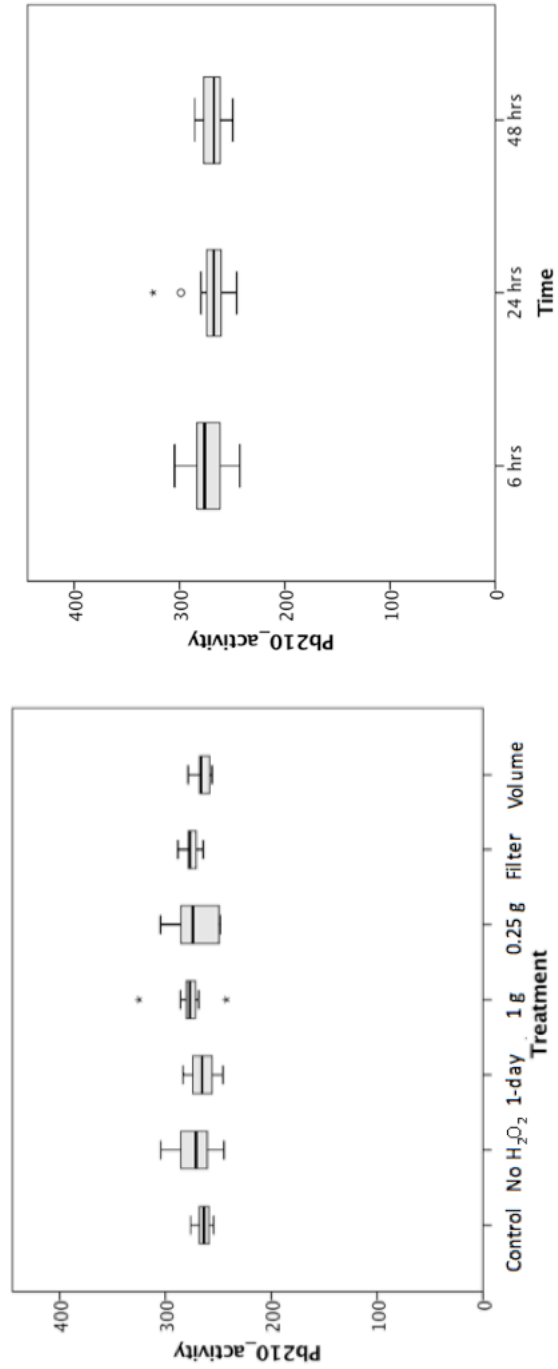 Pb210_activity
400
300
200
100
0
Control No H₂O₂ 1-day 1 g 0.25 g Filter Volume
Treatment
Pb210_activity
400
300
200
100
0
6 hrs 24 hrs 48 hrs
Time